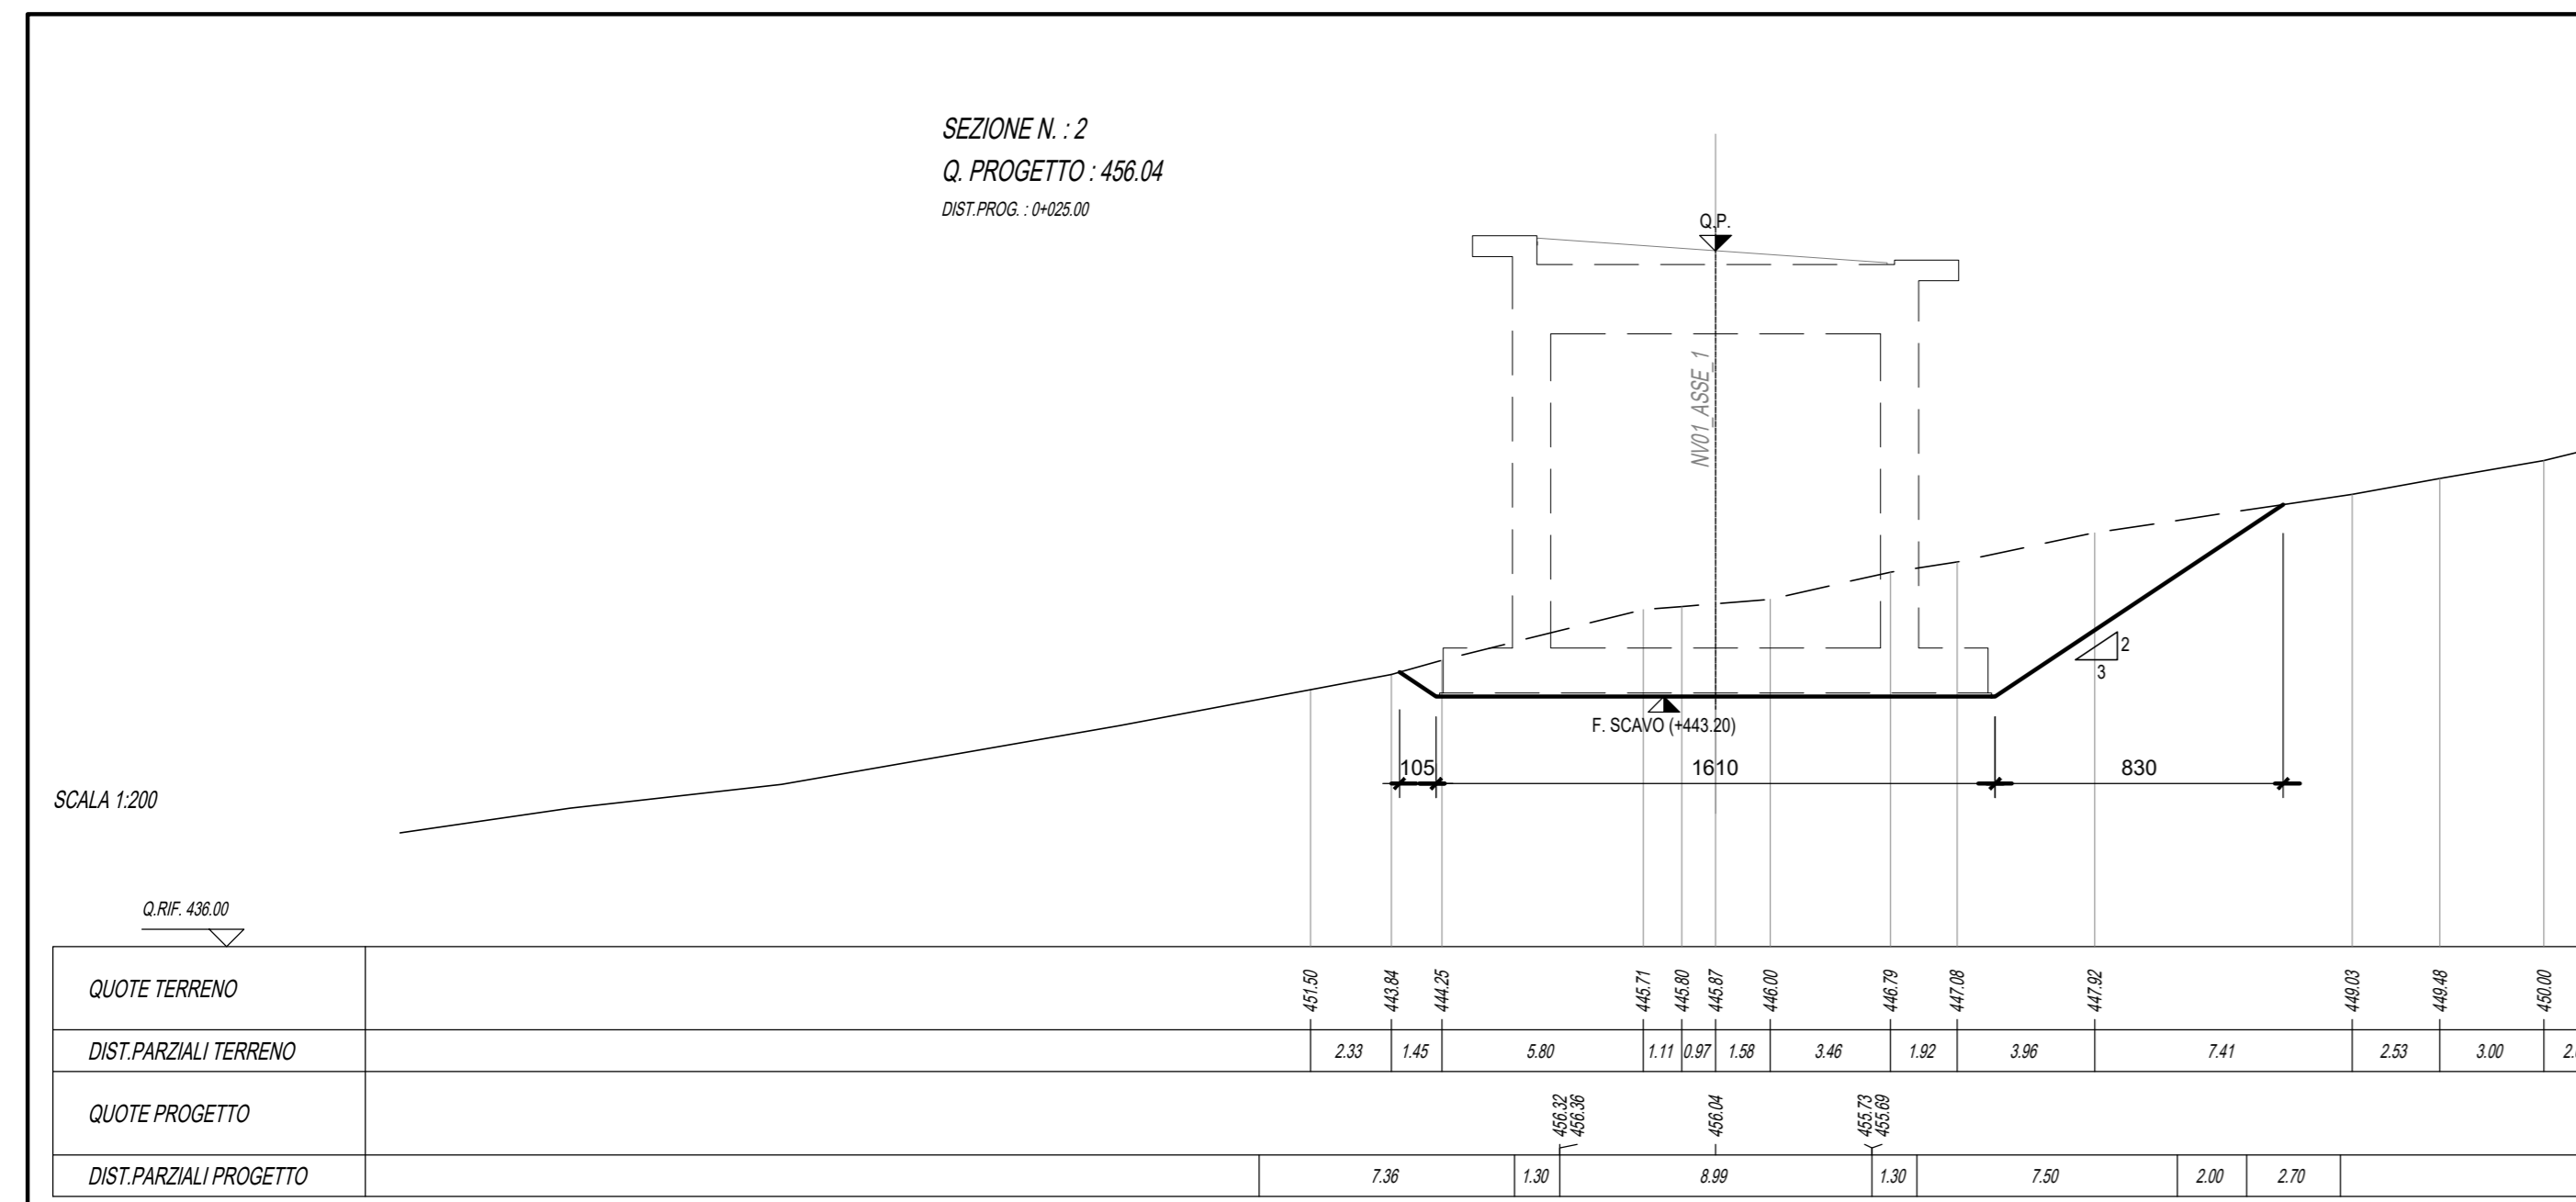 SEZIONE N. : 2
Q. PROGETTO : 456.04
DIST.PROG. : 0+025.00
Q.P.
NV01_ASSE_1
2
3
F. SCAVO (+443.20)
105 1610 830
SCALA 1:200
Q.RIF. 436.00
QUOTE TERRENO 451.50 443.84 444.25 445.71 445.80 445.87 446.00 446.79 447.08 447.92 449.03 449.48 450.00
DIST.PARZIALI TERRENO 2.33 1.45 5.80 1.11 0.97 1.58 3.46 1.92 3.96 7.41 2.53 3.00
QUOTE PROGETTO 456.32 456.36 456.04 455.73 455.69
DIST.PARZIALI PROGETTO 7.36 1.30 8.99 1.30 7.50 2.00 2.70